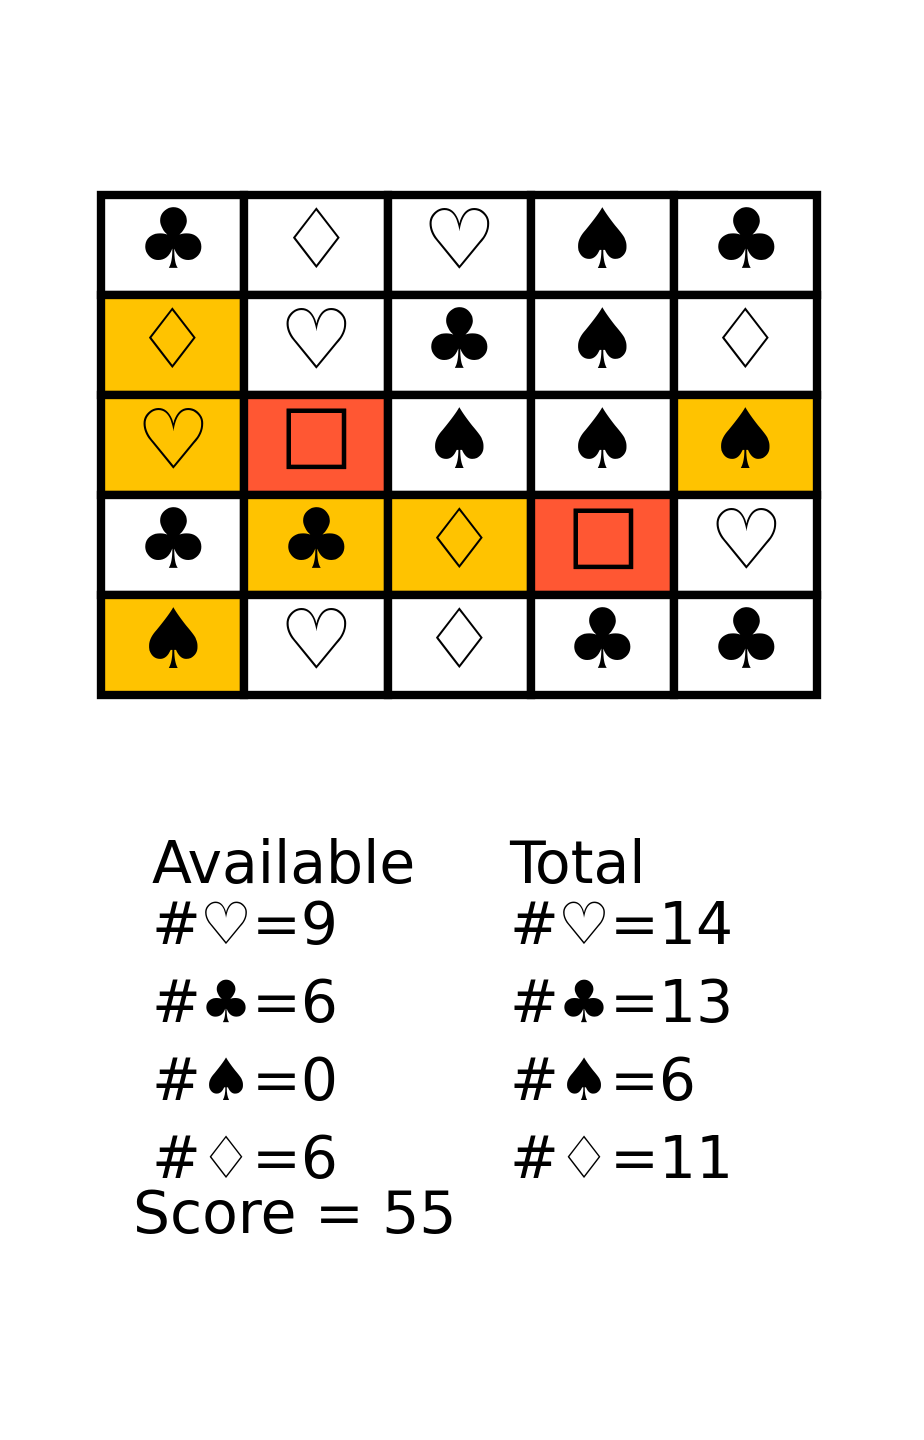 ♣ ♢ ♡ ♠ ♣
♢ ♡ ♣ ♠ ♢
♡ □ ♠ ♠ ♠
♣ ♣ ♢ □ ♡
♠ ♡ ♢ ♣ ♣
Available Total
#♡=9 #♡=14
#♣=6 #♣=13
#♠=0 #♠=6
#♢=6 #♢=11
Score = 55